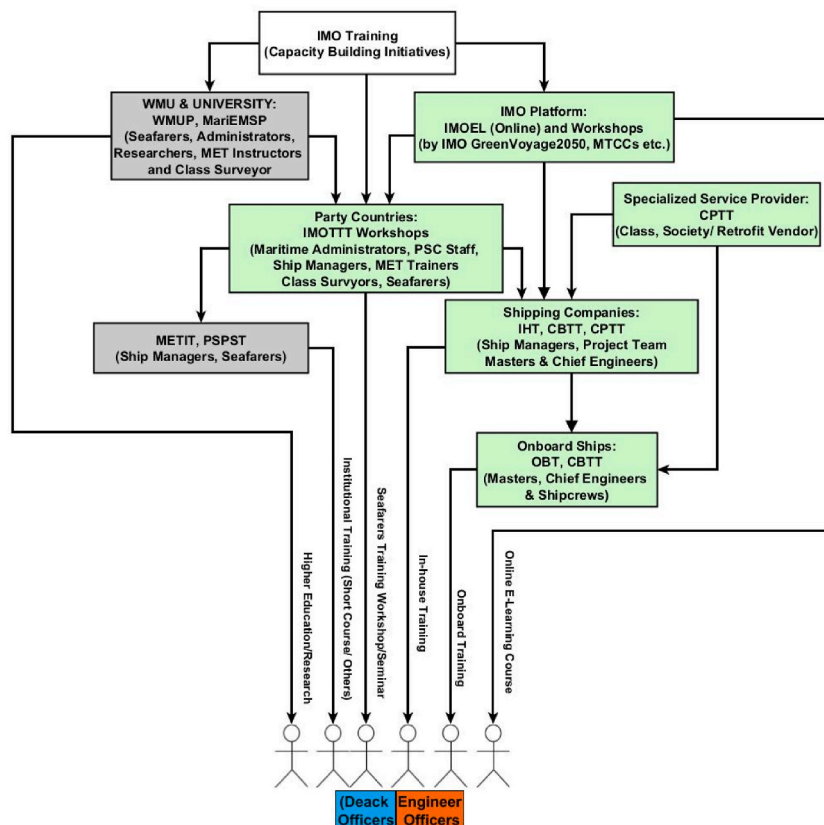 IMO Training
(Capacity Building Initiatives)
WMU & UNIVERSITY:
WMUP, MariEMSP
(Seafarers, Administrators,
Researchers, MET Instructors
and Class Surveyor
IMO Platform:
IMOEL (Online) and Workshops
(by IMO GreenVoyage2050, MTCCs etc.)
Specialized Service Provider:
CPTT
(Class, Society/ Retrofit Vendor)
Party Countries:
IMOTTT Workshops
(Maritime Administrators, PSC Staff,
Ship Managers, MET Trainers
Class Survyors, Seafarers)
METIT, PSPST
(Ship Managers, Seafarers)
Shipping Companies:
IHT, CBTT, CPTT
(Ship Managers, Project Team
Masters & Chief Engineers)
Onboard Ships:
OBT, CBTT
(Masters, Chief Engineers
& Shipcrews)
Higher Education/Research
Institutional Training (Short Course/ Others)
Seafarers Training Workshop/Seminar
In-house Training
Onboard Training
Online E-Learning Course
(Deack
Officers
Engineer
Officers